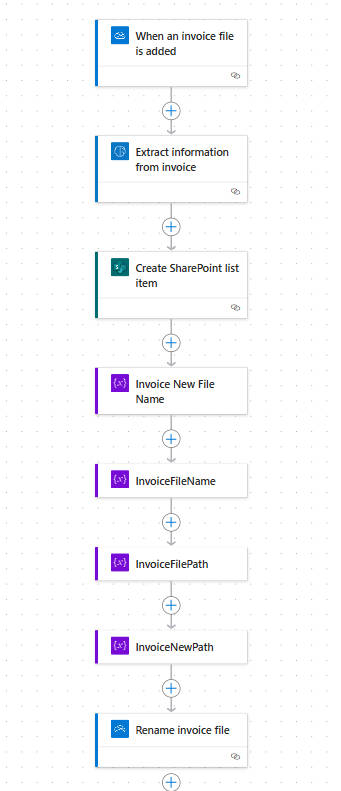 When an invoice file
is added
Extract information
from invoice
Create SharePoint list
item
{x} Invoice New File
Name
{x} InvoiceFileName
{x} InvoiceFilePath
{x} InvoiceNewPath
Rename invoice file